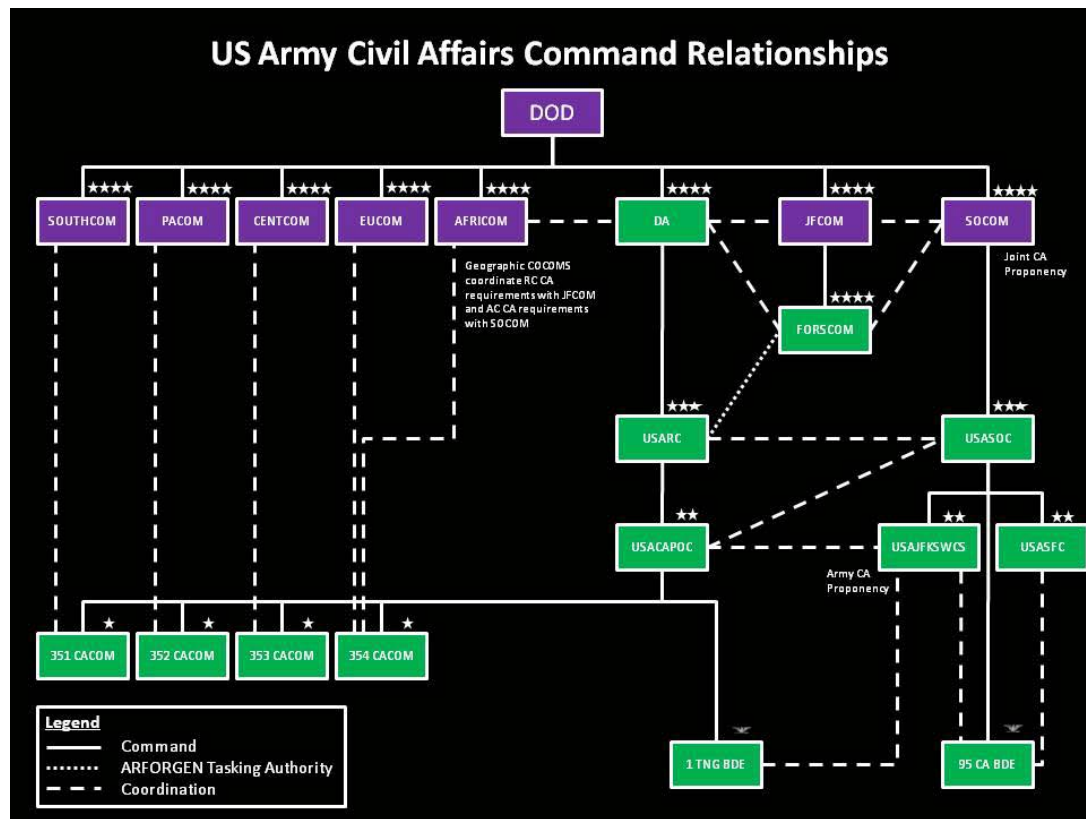 US Army Civil Affairs Command Relationships
DOD
SOUTHCOM
PACOM
CENTCOM
EUCOM
AFRICOM
DA
JFCOM
SOCOM
Geographic COCOMS
coordinate RC CA
requirements with JFCOM
and AC CA requirements
with SOCOM
Joint CA
Proponency
FORSCOM
USARC
USASOC
USACAPOC
USAJFKSWCS
USASFC
Army CA
Proponency
351 CACOM
352 CACOM
353 CACOM
354 CACOM
1 TNG BDE
95 CA BDE
Legend
Command
ARFORGEN Tasking Authority
Coordination